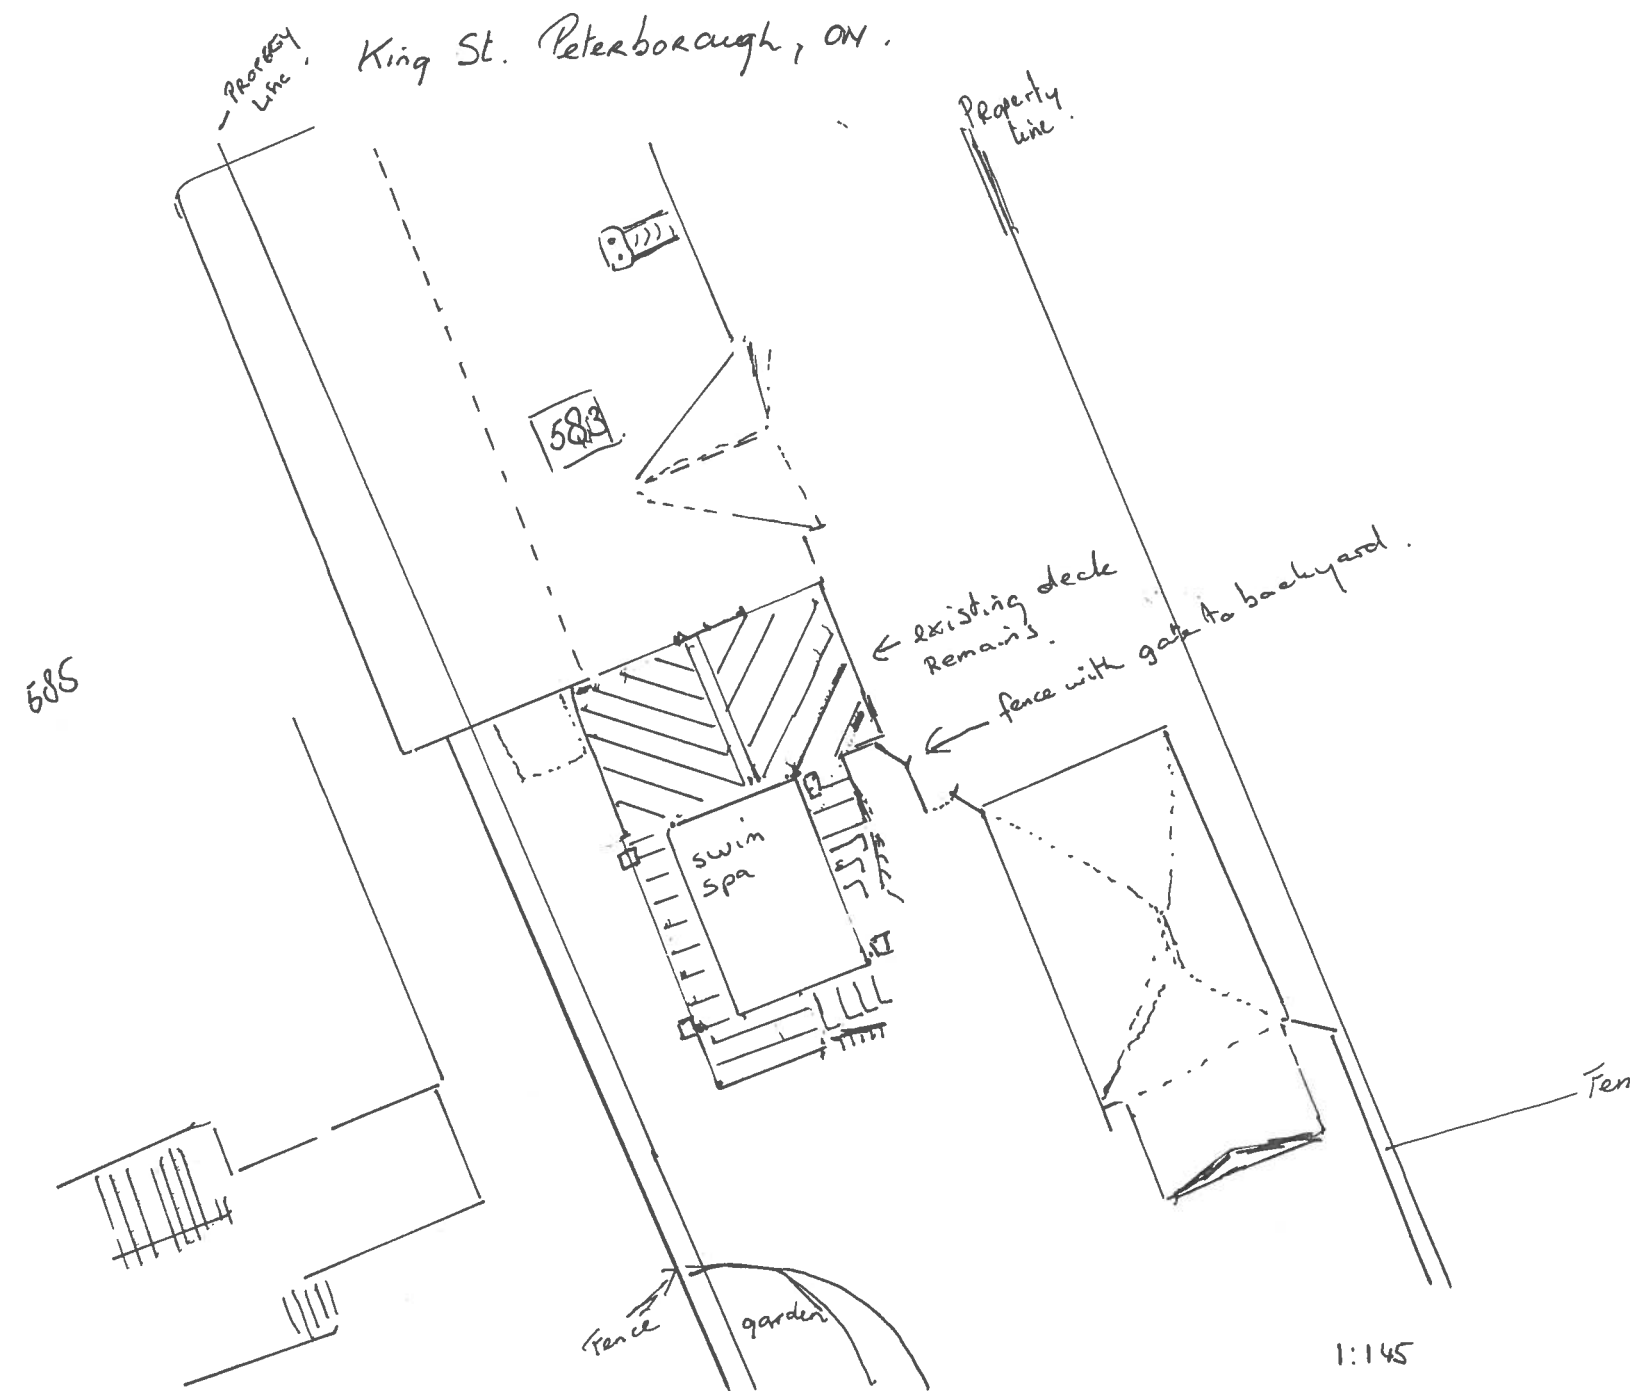 King St. Peterborough, ON.
Property
Line.
Property
Line.
583
existing deck
Remains.
fence with gate to backyard.
585
swim
spa
Fen
Fence
garden
1:145